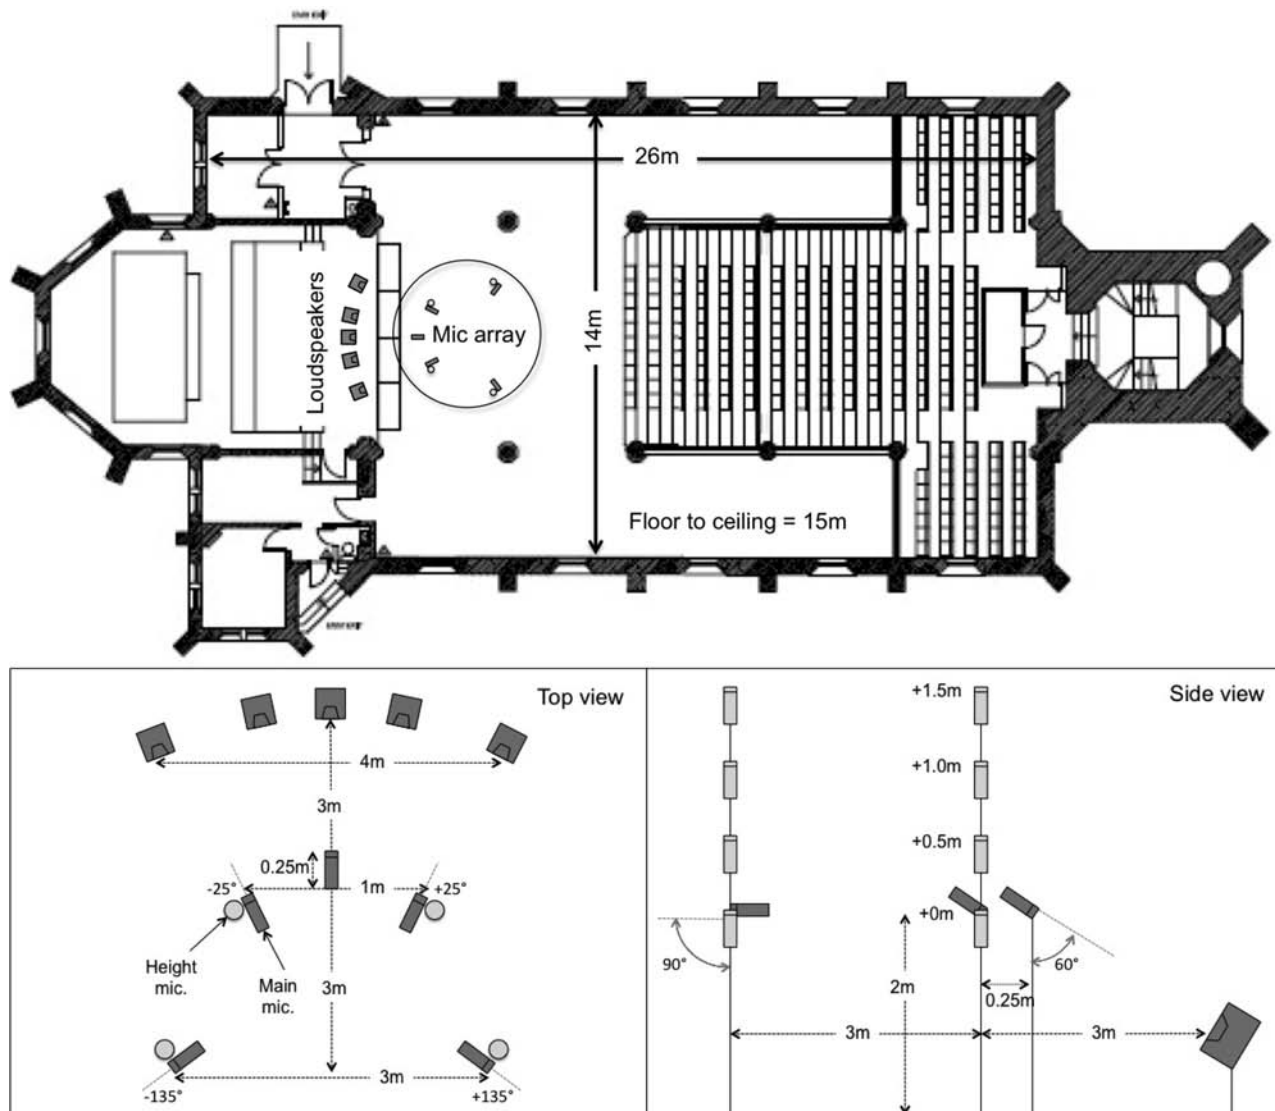 26m
Loudspeakers
Mic array
14m
Floor to ceiling = 15m
Top view
4m
3m
0.25m
-25°
1m
+25°
Height
mic.
Main
mic.
3m
3m
-135°
+135°
Side view
+1.5m
+1.0m
+0.5m
+0m
90°
60°
2m
0.25m
3m
3m